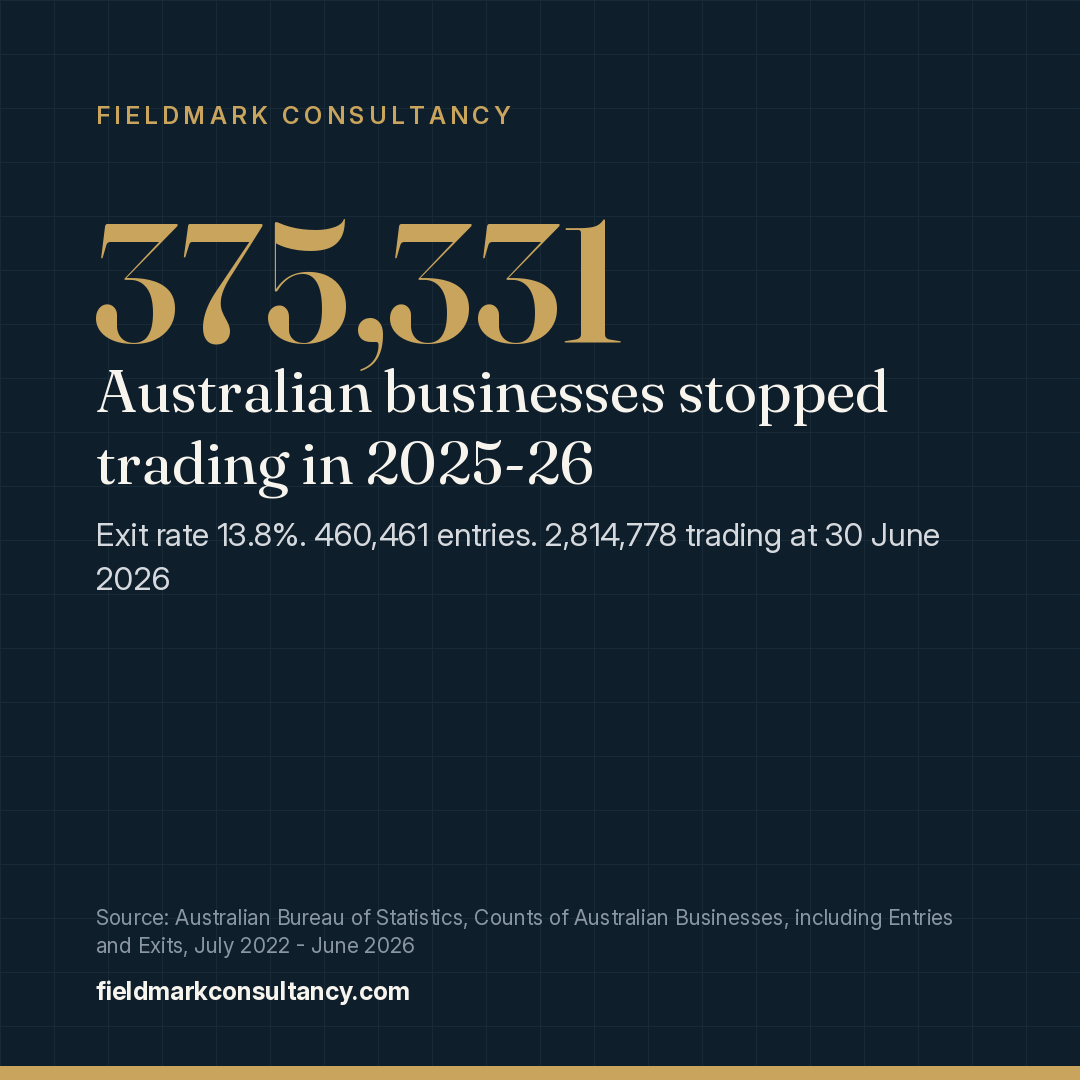 FIELDMARK CONSULTANCY
375,331
Australian businesses stopped
trading in 2025-26
Exit rate 13.8%. 460,461 entries. 2,814,778 trading at 30 June
2026
Source: Australian Bureau of Statistics, Counts of Australian Businesses, including Entries
and Exits, July 2022 - June 2026
fieldmarkconsultancy.com